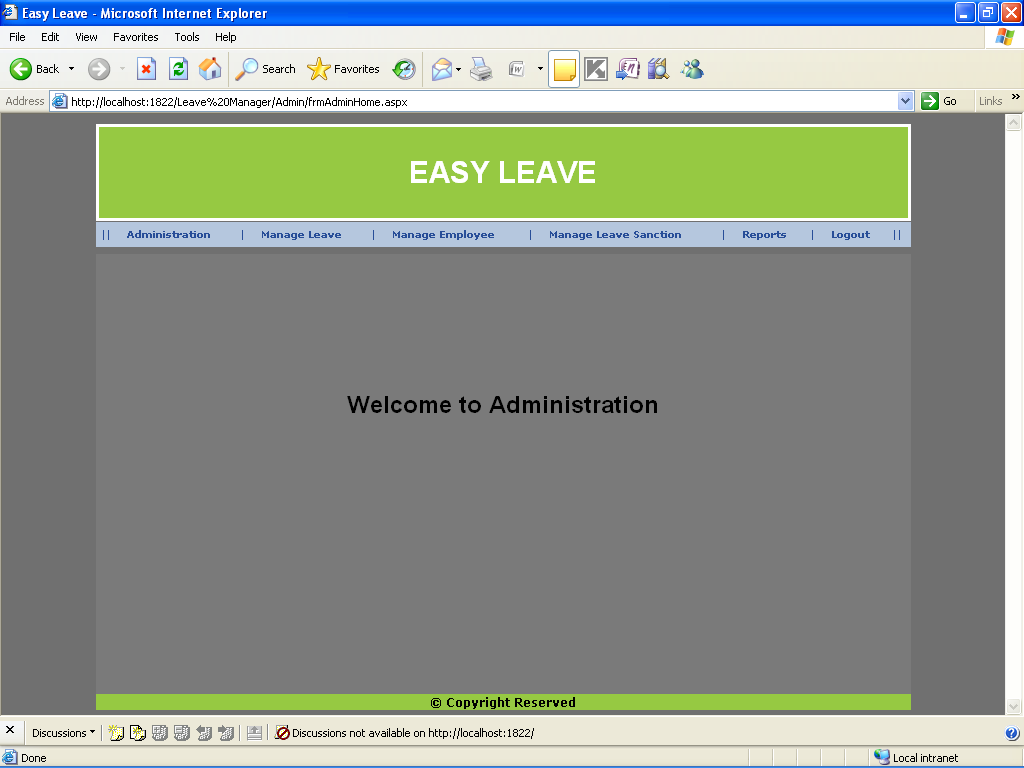 Easy Leave - Microsoft Internet Explorer
File Edit View Favorites Tools Help
Back Search Favorites
Address http://localhost:1822/Leave%20Manager/Admin/frmAdminHome.aspx Go Links »
EASY LEAVE
|| Administration | Manage Leave | Manage Employee | Manage Leave Sanction | Reports | Logout ||
Welcome to Administration
© Copyright Reserved
Discussions Discussions not available on http://localhost:1822/
Done Local intranet